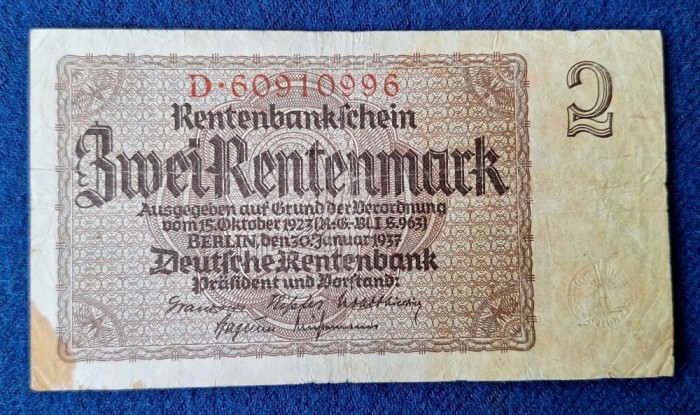 D·60910996
2
Rentenbankschein
Zwei Rentenmark
Ausgegeben auf Grund der Verordnung
vom 15. Oktober 1923 (R.-G.-Bl. I S. 963)
BERLIN, den 30. Januar 1937
Deutsche Rentenbank
Präsident und Vorstand: